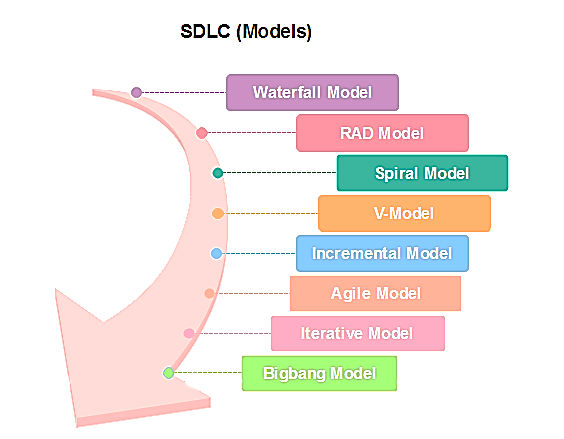 SDLC (Models)
Waterfall Model
RAD Model
Spiral Model
V-Model
Incremental Model
Agile Model
Iterative Model
Bigbang Model